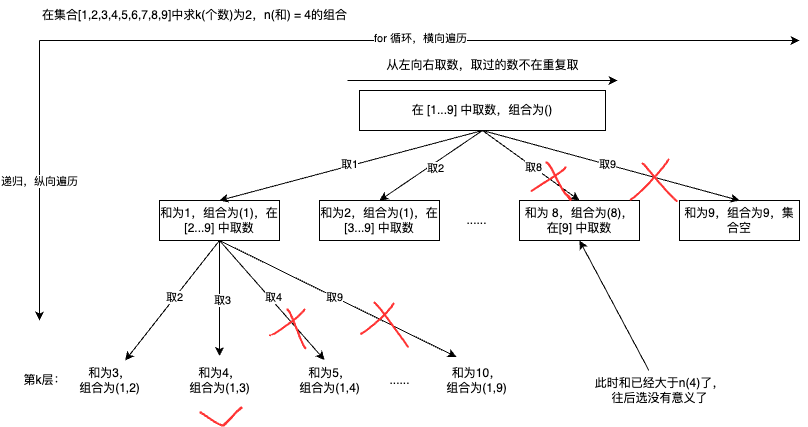 在集合[1,2,3,4,5,6,7,8,9]中求k(个数)为2，n(和) = 4的组合
for 循环，横向遍历
从左向右取数，取过的数不在重复取
在 [1...9] 中取数，组合为()
递归，纵向遍历
取1
取2
取8
取9
和为1，组合为(1)，在
[2...9] 中取数
和为2，组合为(1)，在
[3...9] 中取数
......
和为 8，组合为(8)，
在[9] 中取数
和为9，组合为9，集
合空
取2
取3
取4
取9
第k层：
和为3，
组合为(1,2)
和为4，
组合为(1,3)
和为5，
组合为(1,4)
......
和为10，
组合为(1,9)
此时和已经大于n(4)了，
往后选没有意义了